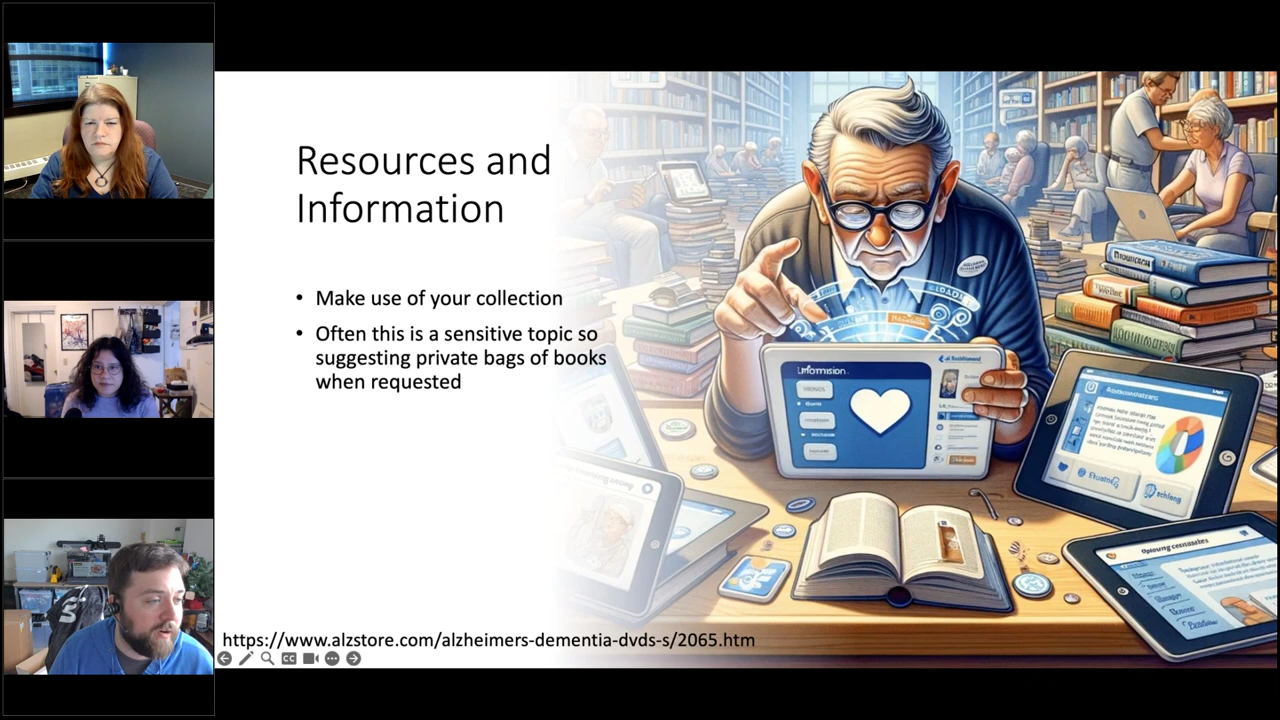 Resources and
Information
• Make use of your collection
• Often this is a sensitive topic so
suggesting private bags of books
when requested
https://www.alzstore.com/alzheimers-dementia-dvds-s/2065.htm
CC